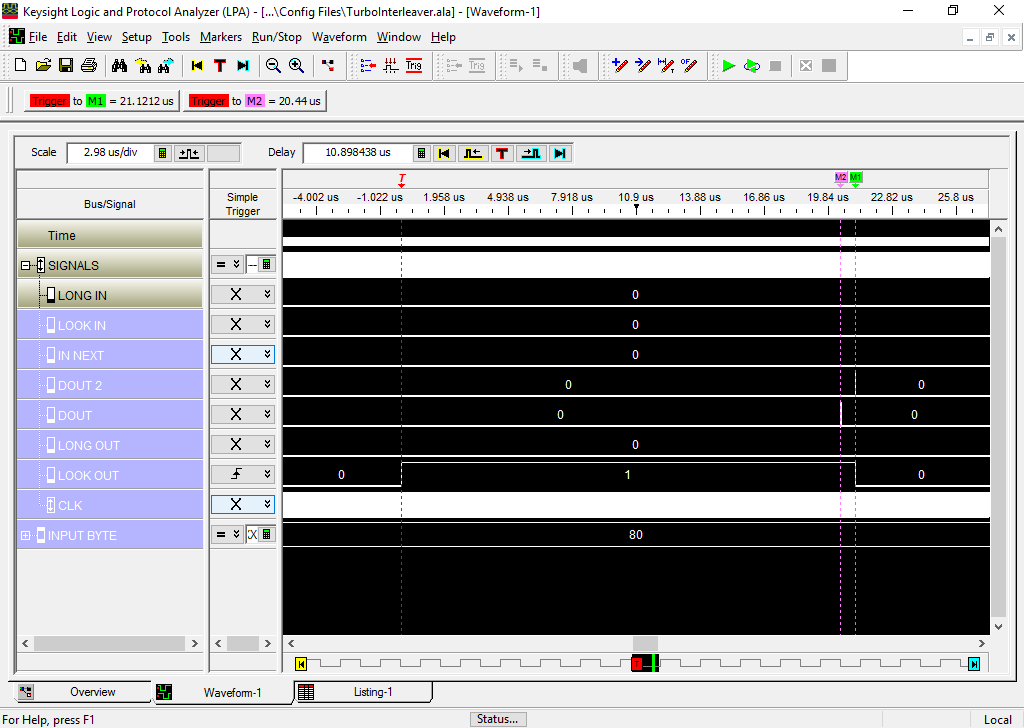 Keysight Logic and Protocol Analyzer (LPA) - [...\Config Files\TurboInterleaver.ala] - [Waveform-1]
File Edit View Setup Tools Markers Run/Stop Waveform Window Help
Trig Trig
Trigger to M1 = 21.1212 us Trigger to M2 = 20.44 us
Scale 2.98 us/div Delay 10.898438 us T
T M2 M1
Bus/Signal Simple Trigger -4.002 us -1.022 us 1.958 us 4.938 us 7.918 us 10.9 us 13.88 us 16.86 us 19.84 us 22.82 us 25.8 us
Time
SIGNALS =
LONG IN X 0
LOOK IN X 0
IN NEXT X 0
DOUT 2 X 0 0
DOUT X 0 0
LONG OUT X 0
LOOK OUT 0 1 0
CLK X
INPUT BYTE = X 80
T
Overview Waveform-1 Listing-1
For Help, press F1 Status... Local